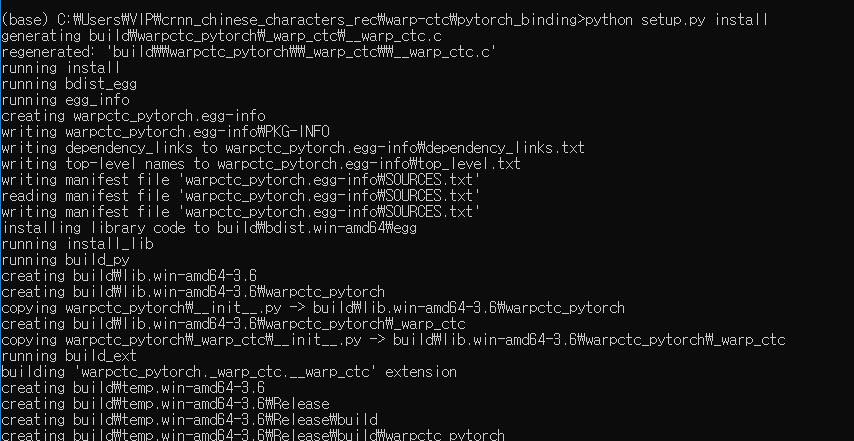 (base) C:₩Users₩VIP₩crnn_chinese_characters_rec₩warp-ctc₩pytorch_binding>python setup.py install
generating build₩warpctc_pytorch₩_warp_ctc₩__warp_ctc.c
regenerated: 'build₩₩warpctc_pytorch₩₩_warp_ctc₩₩__warp_ctc.c'
running install
running bdist_egg
running egg_info
creating warpctc_pytorch.egg-info
writing warpctc_pytorch.egg-info₩PKG-INFO
writing dependency_links to warpctc_pytorch.egg-info₩dependency_links.txt
writing top-level names to warpctc_pytorch.egg-info₩top_level.txt
writing manifest file 'warpctc_pytorch.egg-info₩SOURCES.txt'
reading manifest file 'warpctc_pytorch.egg-info₩SOURCES.txt'
writing manifest file 'warpctc_pytorch.egg-info₩SOURCES.txt'
installing library code to build₩bdist.win-amd64₩egg
running install_lib
running build_py
creating build₩lib.win-amd64-3.6
creating build₩lib.win-amd64-3.6₩warpctc_pytorch
copying warpctc_pytorch₩__init__.py -> build₩lib.win-amd64-3.6₩warpctc_pytorch
creating build₩lib.win-amd64-3.6₩warpctc_pytorch₩_warp_ctc
copying warpctc_pytorch₩_warp_ctc₩__init__.py -> build₩lib.win-amd64-3.6₩warpctc_pytorch₩_warp_ctc
running build_ext
building 'warpctc_pytorch._warp_ctc.__warp_ctc' extension
creating build₩temp.win-amd64-3.6
creating build₩temp.win-amd64-3.6₩Release
creating build₩temp.win-amd64-3.6₩Release₩build
creating build₩temp.win-amd64-3.6₩Release₩build₩warpctc_pytorch